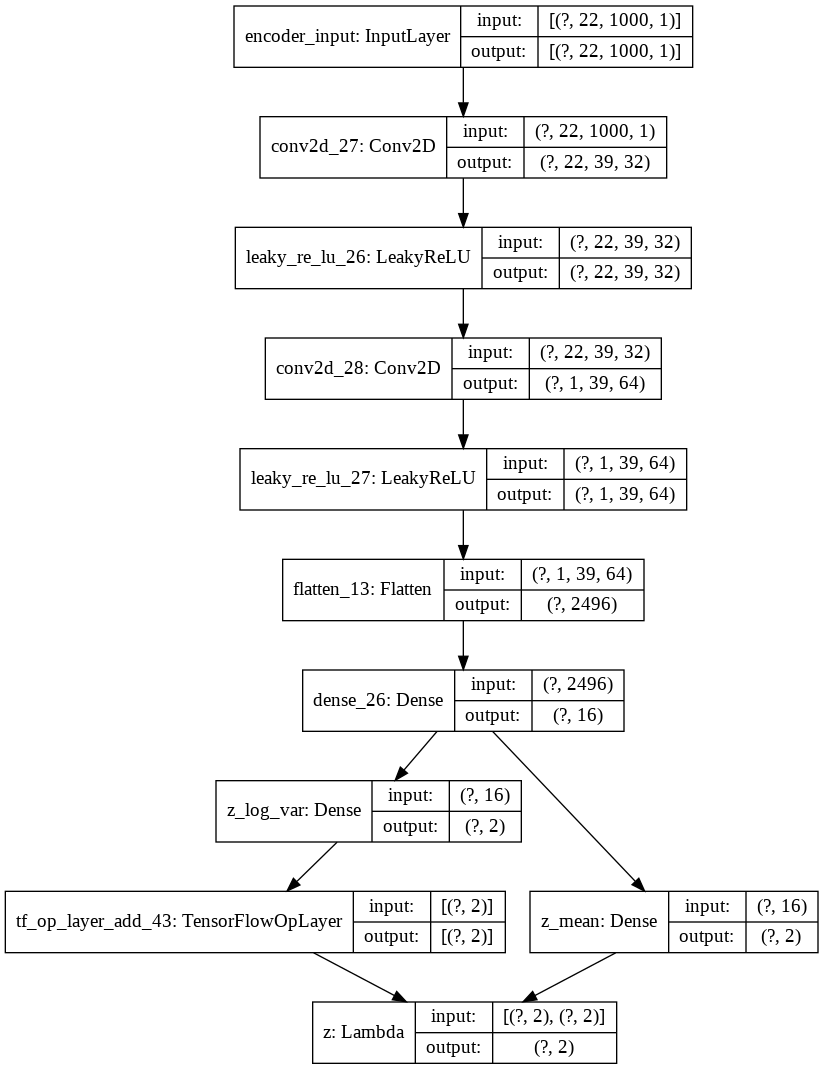 encoder_input: InputLayer
input:
[(?, 22, 1000, 1)]
output:
[(?, 22, 1000, 1)]
conv2d_27: Conv2D
input:
(?, 22, 1000, 1)
output:
(?, 22, 39, 32)
leaky_re_lu_26: LeakyReLU
input:
(?, 22, 39, 32)
output:
(?, 22, 39, 32)
conv2d_28: Conv2D
input:
(?, 22, 39, 32)
output:
(?, 1, 39, 64)
leaky_re_lu_27: LeakyReLU
input:
(?, 1, 39, 64)
output:
(?, 1, 39, 64)
flatten_13: Flatten
input:
(?, 1, 39, 64)
output:
(?, 2496)
dense_26: Dense
input:
(?, 2496)
output:
(?, 16)
z_log_var: Dense
input:
(?, 16)
output:
(?, 2)
tf_op_layer_add_43: TensorFlowOpLayer
input:
[(?, 2)]
output:
[(?, 2)]
z_mean: Dense
input:
(?, 16)
output:
(?, 2)
z: Lambda
input:
[(?, 2), (?, 2)]
output:
(?, 2)